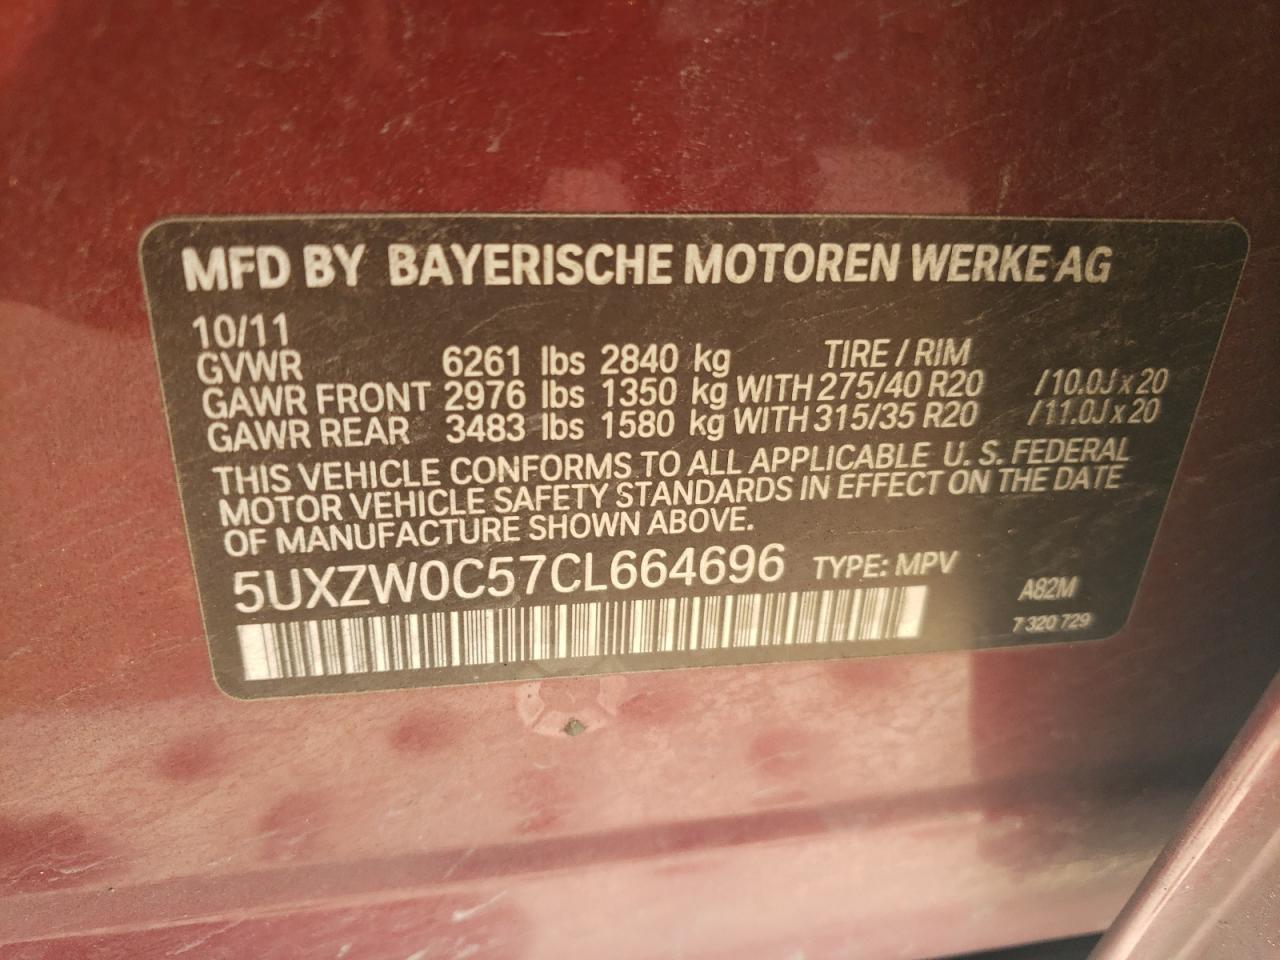 MFD BY BAYERISCHE MOTOREN WERKE AG
10/11
GVWR 6261 lbs 2840 kg TIRE / RIM
GAWR FRONT 2976 lbs 1350 kg WITH 275/40 R20 /10.0J x 20
GAWR REAR 3483 lbs 1580 kg WITH 315/35 R20 /11.0J x 20
THIS VEHICLE CONFORMS TO ALL APPLICABLE U. S. FEDERAL
MOTOR VEHICLE SAFETY STANDARDS IN EFFECT ON THE DATE
OF MANUFACTURE SHOWN ABOVE.
5UXZW0C57CL664696 TYPE: MPV
A82M
7 320 729